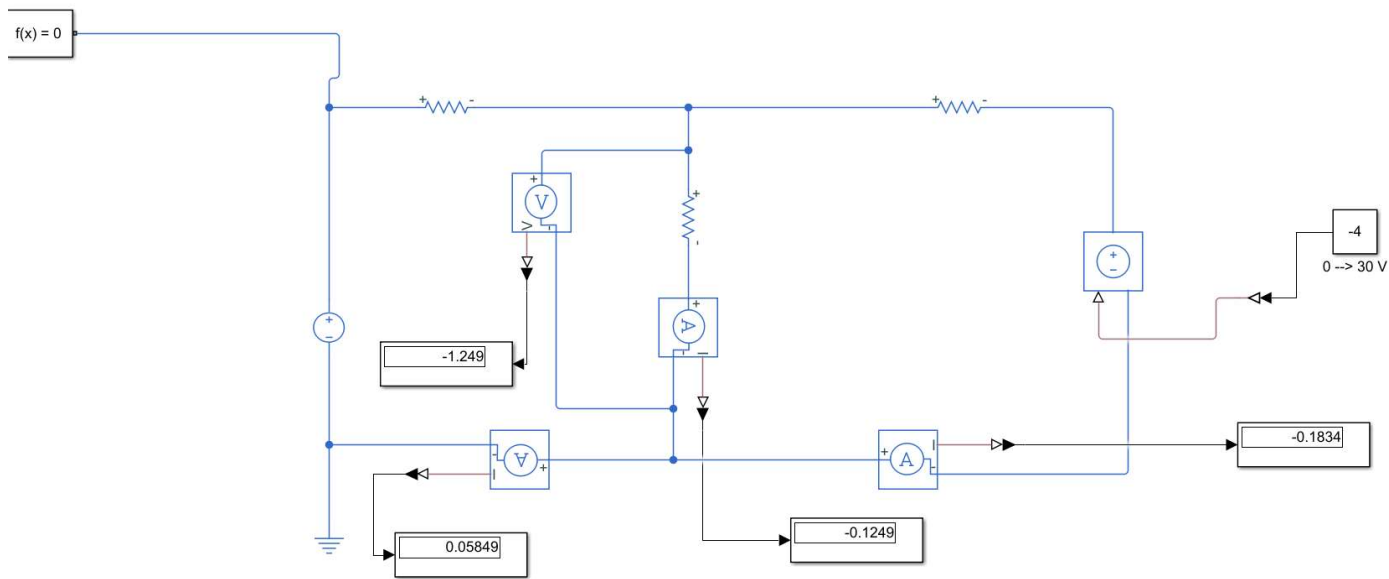 f(x) = 0
+
-
+
-
+
V
V
-
+
-
-4
0 --> 30 V
+
-
+
A
-
I
+
-
-1.249
-
A
+
I
+
A
I
-
-0.1834
0.05849
-0.1249